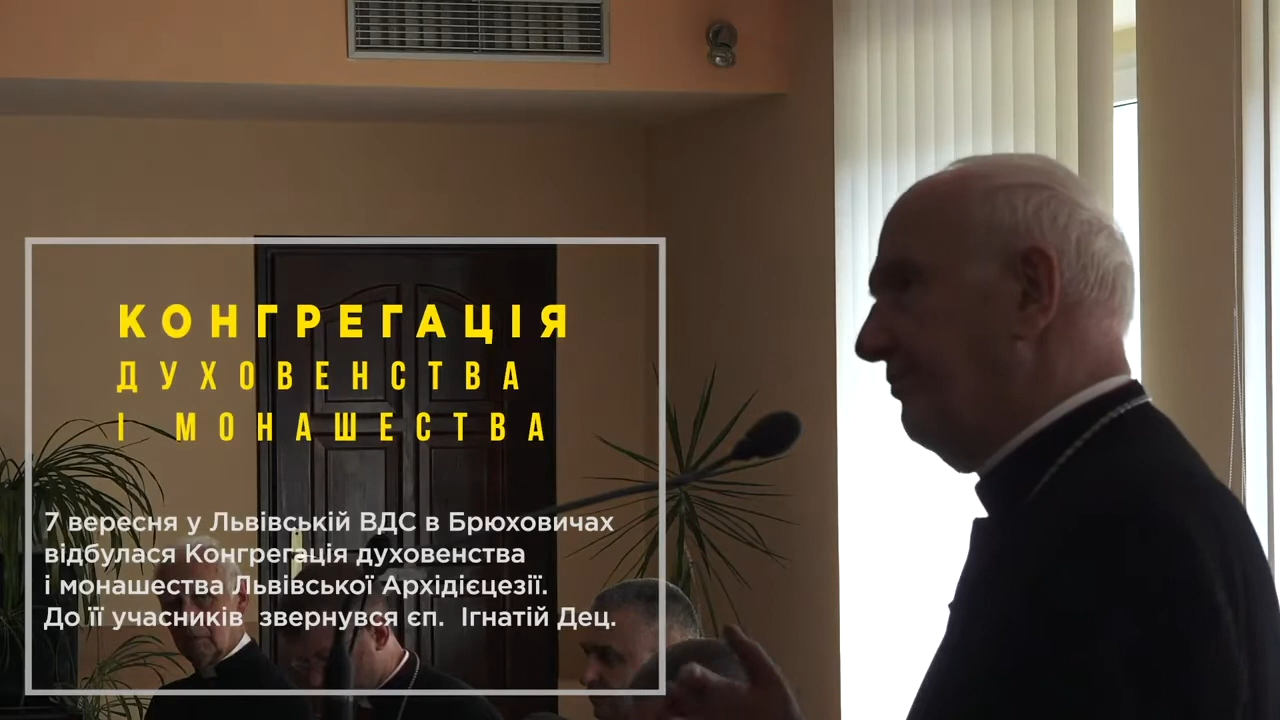 КОНГРЕГАЦІЯ
ДУХОВЕНСТВА
І МОНАШЕСТВА
7 вересня у Львівській ВДС в Брюховичах
відбулася Конгрегація духовенства
і монашества Львівської Архідієцезії.
До її учасників звернувся єп. Ігнатій Дец.